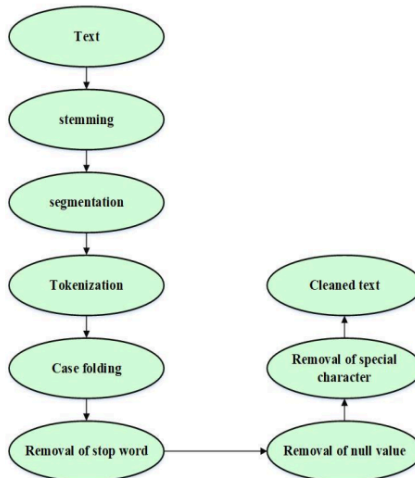 Text
stemming
segmentation
Tokenization
Case folding
Removal of stop word
Removal of null value
Removal of special
character
Cleaned text